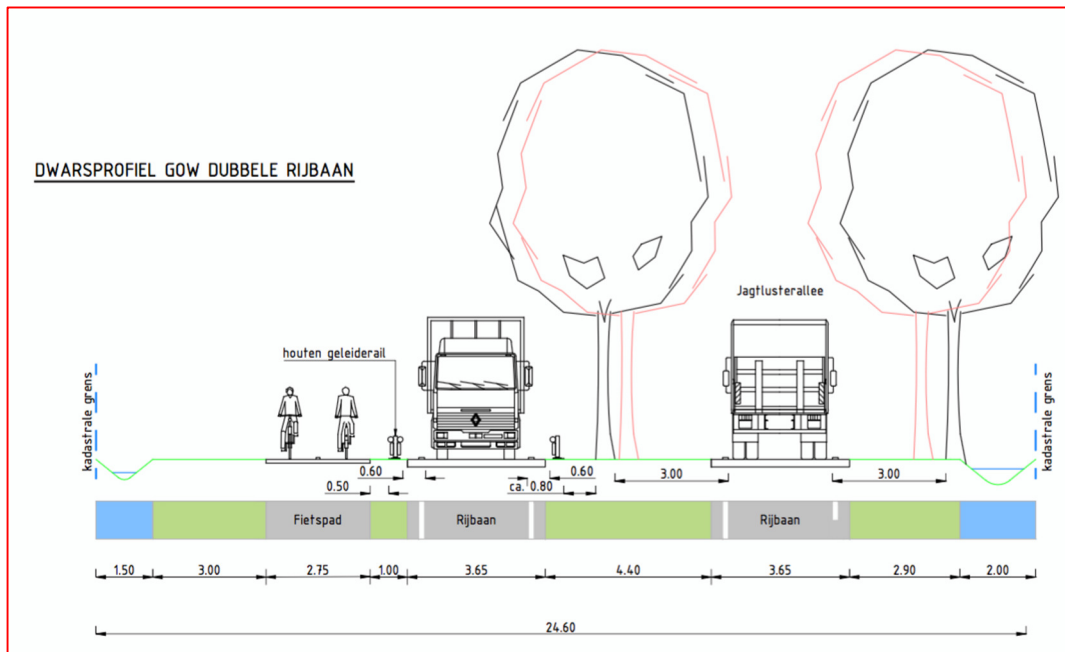 DWARSPROFIEL GOW DUBBELE RIJBAAN
Jagtlusterallee
houten geleiderail
kadastrale grens
kadastrale grens
0.60
0.60
3.00
3.00
0.50
ca. 0.80
Fietspad
Rijbaan
Rijbaan
1.50
3.00
2.75
1.00
3.65
4.40
3.65
2.90
2.00
24.60